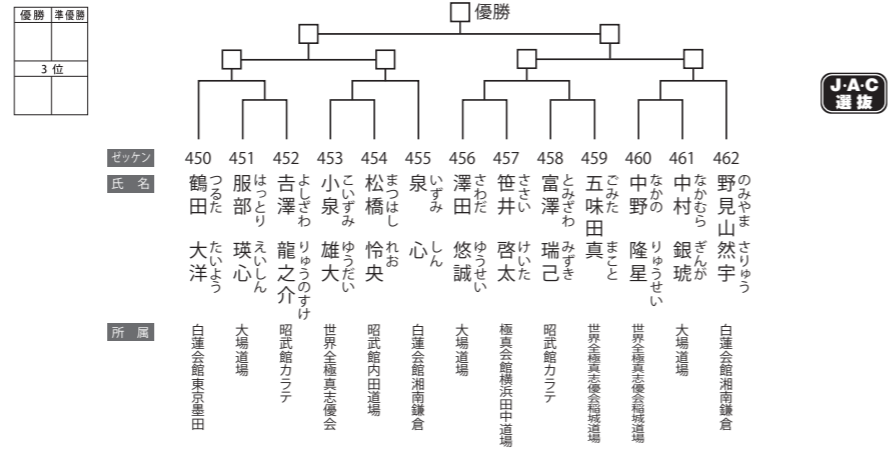 優勝 準優勝
3 位
優勝
J·A·C
選抜
ゼッケン 450 451 452 453 454 455 456 457 458 459 460 461 462
氏 名
鶴田 大洋 つるた たいよう
服部 瑛心 はっとり えいしん
吉澤 龍之介 よしざわ りゅうのすけ
小泉 雄大 こいずみ ゆうだい
松橋 怜央 まつはし れお
泉 心 いずみ しん
澤田 悠誠 さわだ ゆうせい
笹井 啓太 ささい けいた
富澤 瑞己 とみざわ みずき
五味田 真 ごみた まこと
中野 隆星 なかの りゅうせい
中村 銀琥 なかむら ぎんが
野見山 然宇 のみやま さりゅう
所 属
白蓮会館東京墨田
大場道場
昭武館カラテ
世界全極真志優会
昭武館内田道場
白蓮会館湘南鎌倉
大場道場
極真会館横浜田中道場
昭武館カラテ
世界全極真志優会稲城道場
世界全極真志優会稲城道場
大場道場
白蓮会館湘南鎌倉